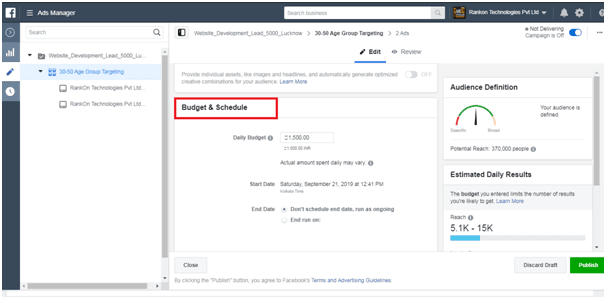 Ads Manager
Search business
Rankon Technologies Pvt Ltd
Search
Website_Development_Lead_5000_Lu...
30-50 Age Group Targeting
RankOn Technologies Pvt Ltd...
RankOn Technologies Pvt Ltd...
Website_Development_Lead_5000_Lucknow
30-50 Age Group Targeting
2 Ads
Not Delivering
Campaign is Off
Edit
Review
Provide individual assets, like images and headlines, and automatically generate optimized
creative combinations for your audience. Learn More
OFF
Budget & Schedule
Daily Budget
1,500.00
1,500.00 INR
Actual amount spent daily may vary.
Start Date
Saturday, September 21, 2019 at 12:41 PM
Kolkata Time
End Date
Don't schedule end date, run as ongoing
End run on:
Audience Definition
Specific
Broad
Your audience is
defined.
Potential Reach: 370,000 people
Estimated Daily Results
The budget you entered limits the number of results
you're likely to get. Learn More
Reach
5.1K - 15K
Close
Discard Draft
Publish
By clicking the "Publish" button, you agree to Facebook's Terms and Advertising Guidelines.